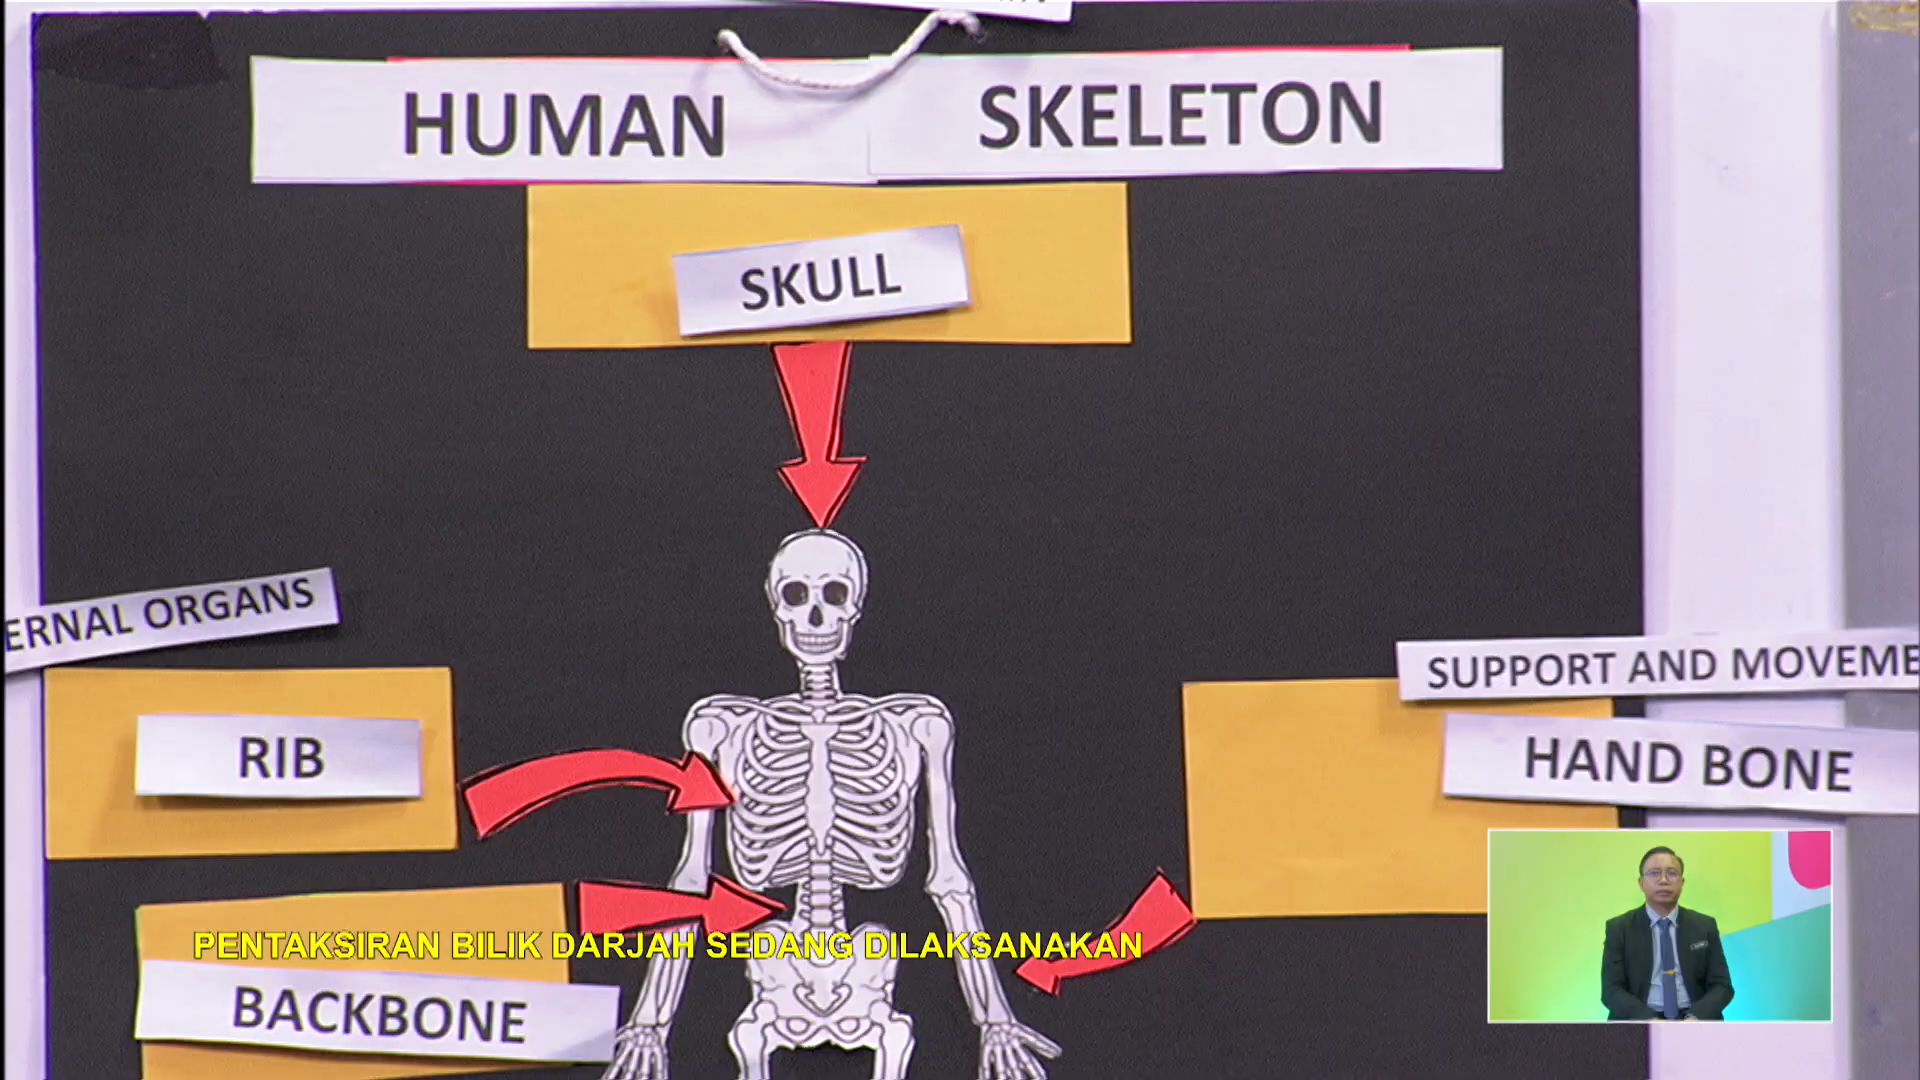 HUMAN SKELETON
SKULL
ERNAL ORGANS
SUPPORT AND MOVEME
RIB
HAND BONE
PENTAKSIRAN BILIK DARJAH SEDANG DILAKSANAKAN
BACKBONE